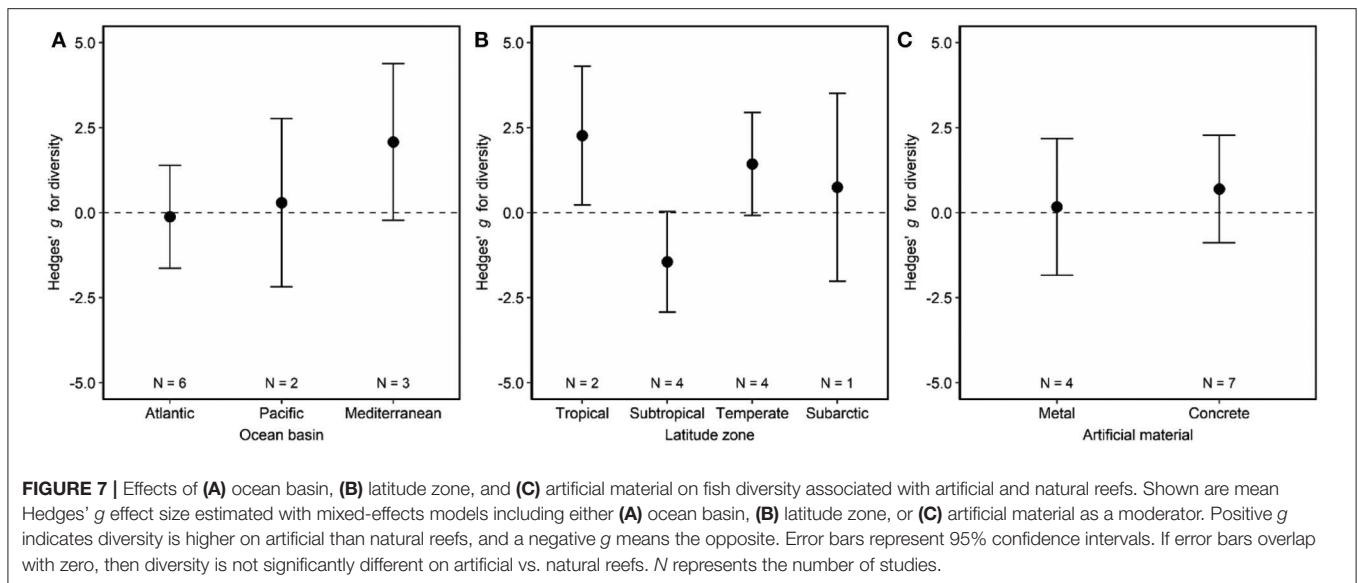 A
5.0
2.5
0.0
-2.5
-5.0
Hedges' g for diversity
N = 6
N = 2
N = 3
Atlantic
Pacific
Mediterranean
Ocean basin
B
5.0
2.5
0.0
-2.5
-5.0
Hedges' g for diversity
N = 2
N = 4
N = 4
N = 1
Tropical
Subtropical
Temperate
Subarctic
Latitude zone
C
5.0
2.5
0.0
-2.5
-5.0
Hedges' g for diversity
N = 4
N = 7
Metal
Concrete
Artificial material
FIGURE 7 | Effects of (A) ocean basin, (B) latitude zone, and (C) artificial material on fish diversity associated with artificial and natural reefs. Shown are mean
Hedges' g effect size estimated with mixed-effects models including either (A) ocean basin, (B) latitude zone, or (C) artificial material as a moderator. Positive g
indicates diversity is higher on artificial than natural reefs, and a negative g means the opposite. Error bars represent 95% confidence intervals. If error bars overlap
with zero, then diversity is not significantly different on artificial vs. natural reefs. N represents the number of studies.